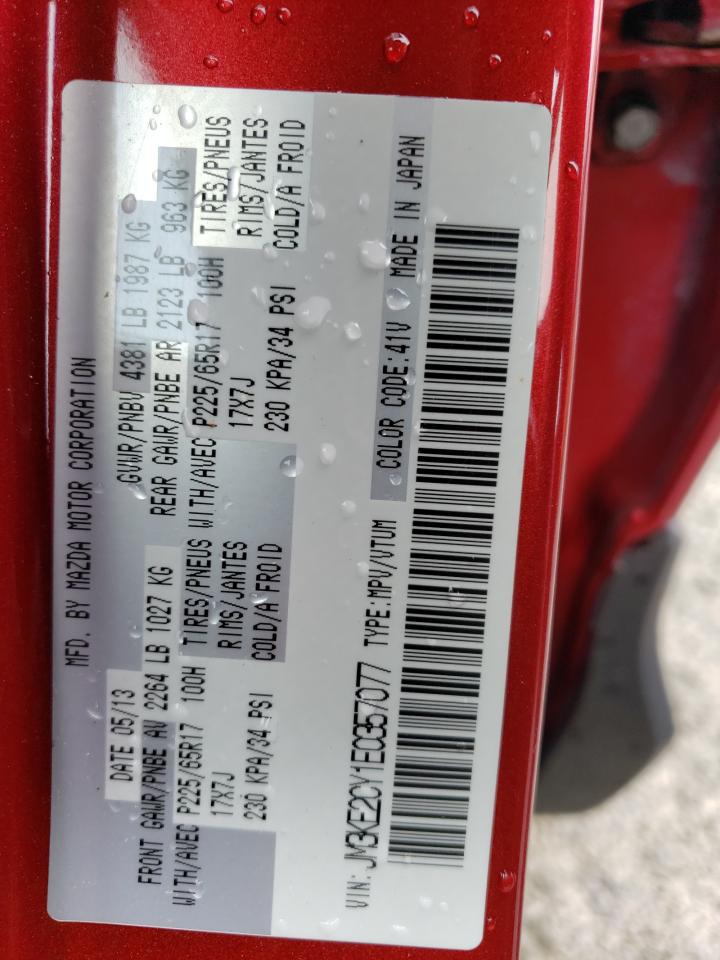 MFD. BY MAZDA MOTOR CORPORATION
DATE 05/13 GVWR/PNBV 4381 LB 1987 KG
FRONT GAWR/PNBE AV 2264 LB 1027 KG REAR GAWR/PNBE AR 2123 LB 963 KG
WITH/AVEC P225/65R17 100H TIRES/PNEUS WITH/AVEC P225/65R17 100H TIRES/PNEUS
17X7J RIMS/JANTES 17X7J RIMS/JANTES
230 KPA/34 PSI COLD/A FROID 230 KPA/34 PSI COLD/A FROID
VIN: JM3KE2CY1E0357077 TYPE:MPV/VTUM COLOR CODE:41V MADE IN JAPAN